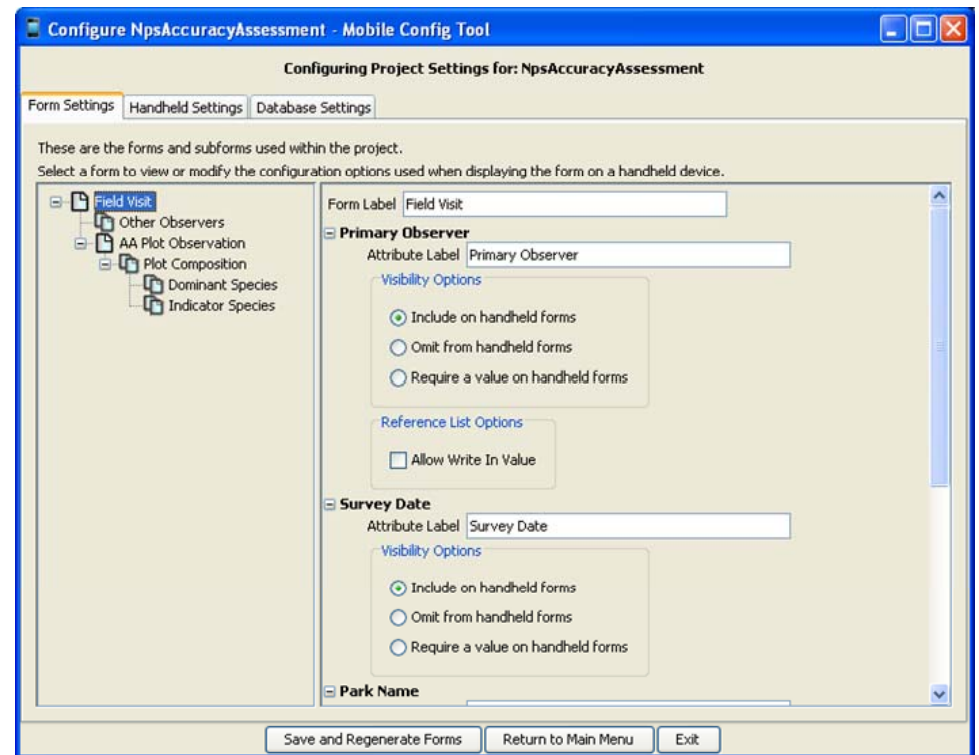 Configure NpsAccuracyAssessment - Mobile Config Tool
Configuring Project Settings for: NpsAccuracyAssessment
Form Settings Handheld Settings Database Settings
These are the forms and subforms used within the project.
Select a form to view or modify the configuration options used when displaying the form on a handheld device.
Field Visit
Other Observers
AA Plot Observation
Plot Composition
Dominant Species
Indicator Species
Form Label Field Visit
Primary Observer
Attribute Label Primary Observer
Visibility Options
Include on handheld forms
Omit from handheld forms
Require a value on handheld forms
Reference List Options
Allow Write In Value
Survey Date
Attribute Label Survey Date
Visibility Options
Include on handheld forms
Omit from handheld forms
Require a value on handheld forms
Park Name
Save and Regenerate Forms Return to Main Menu Exit